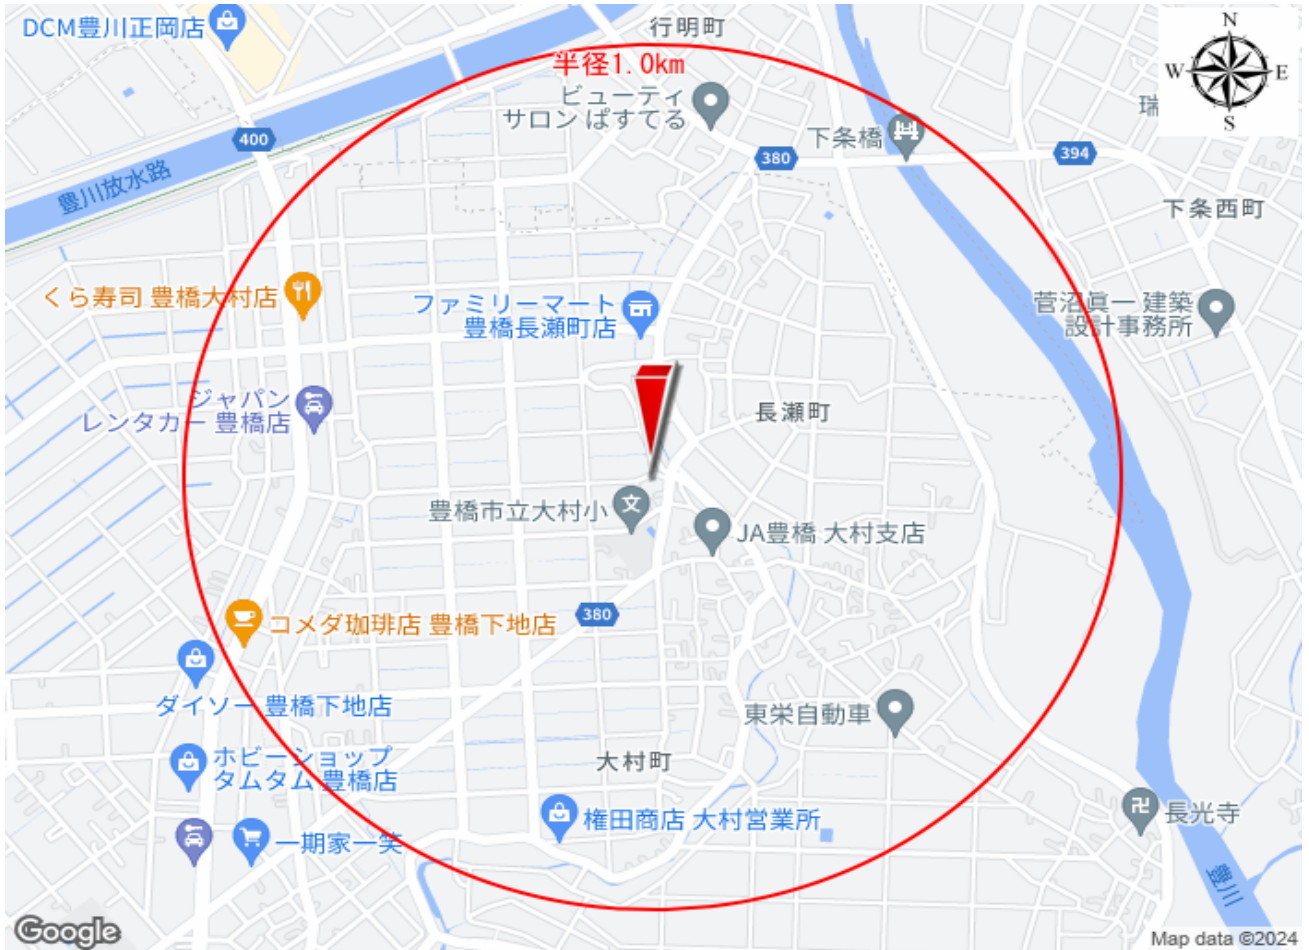 DCM豊川正岡店
行明町
N
W
E
S
半径1.0km
ビューティ
サロン ぱすてる
瑞
400
下条橋
380
394
豊川放水路
下条西町
くら寿司 豊橋大村店
ファミリーマート
豊橋長瀬町店
菅沼眞一 建築
設計事務所
ジャパン
レンタカー 豊橋店
長瀬町
豊橋市立大村小
文
JA豊橋 大村支店
380
コメダ珈琲店 豊橋下地店
ダイソー 豊橋下地店
東栄自動車
ホビーショップ
タムタム 豊橋店
大村町
権田商店 大村営業所
長光寺
一期家一笑
豊川
Google
Map data ©2024